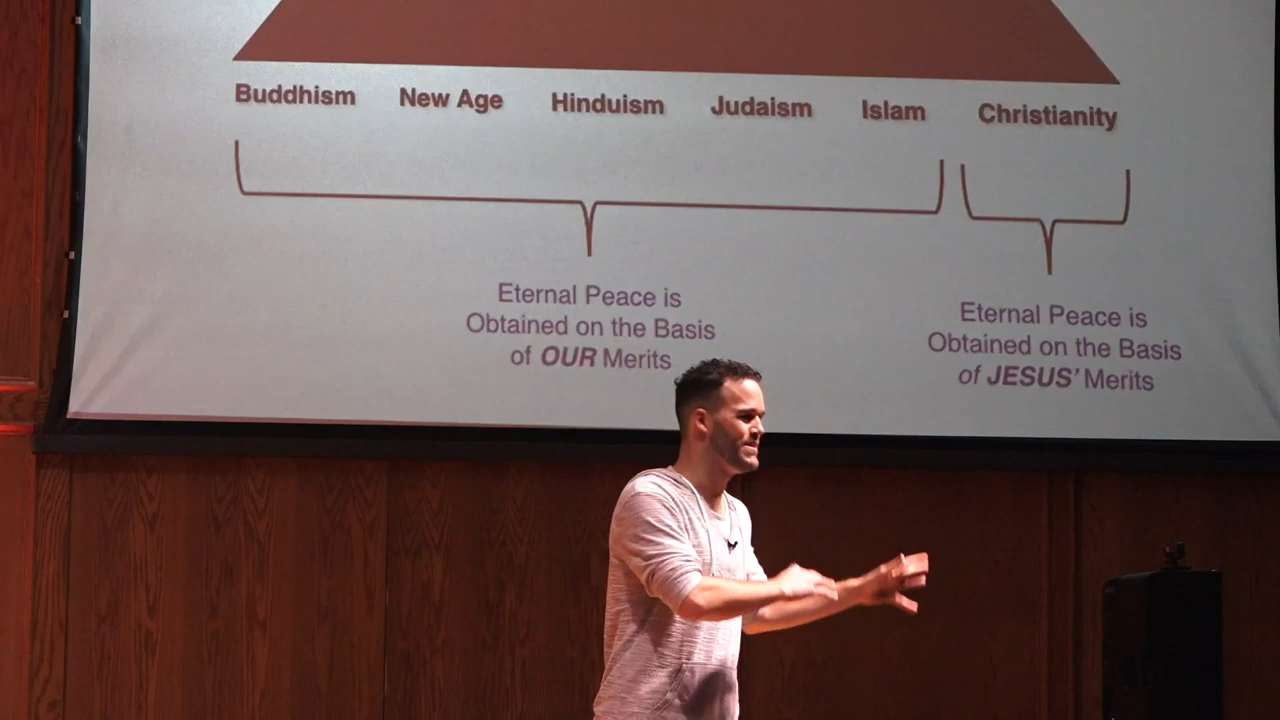 Buddhism New Age Hinduism Judaism Islam Christianity
Eternal Peace is
Obtained on the Basis
of OUR Merits
Eternal Peace is
Obtained on the Basis
of JESUS' Merits